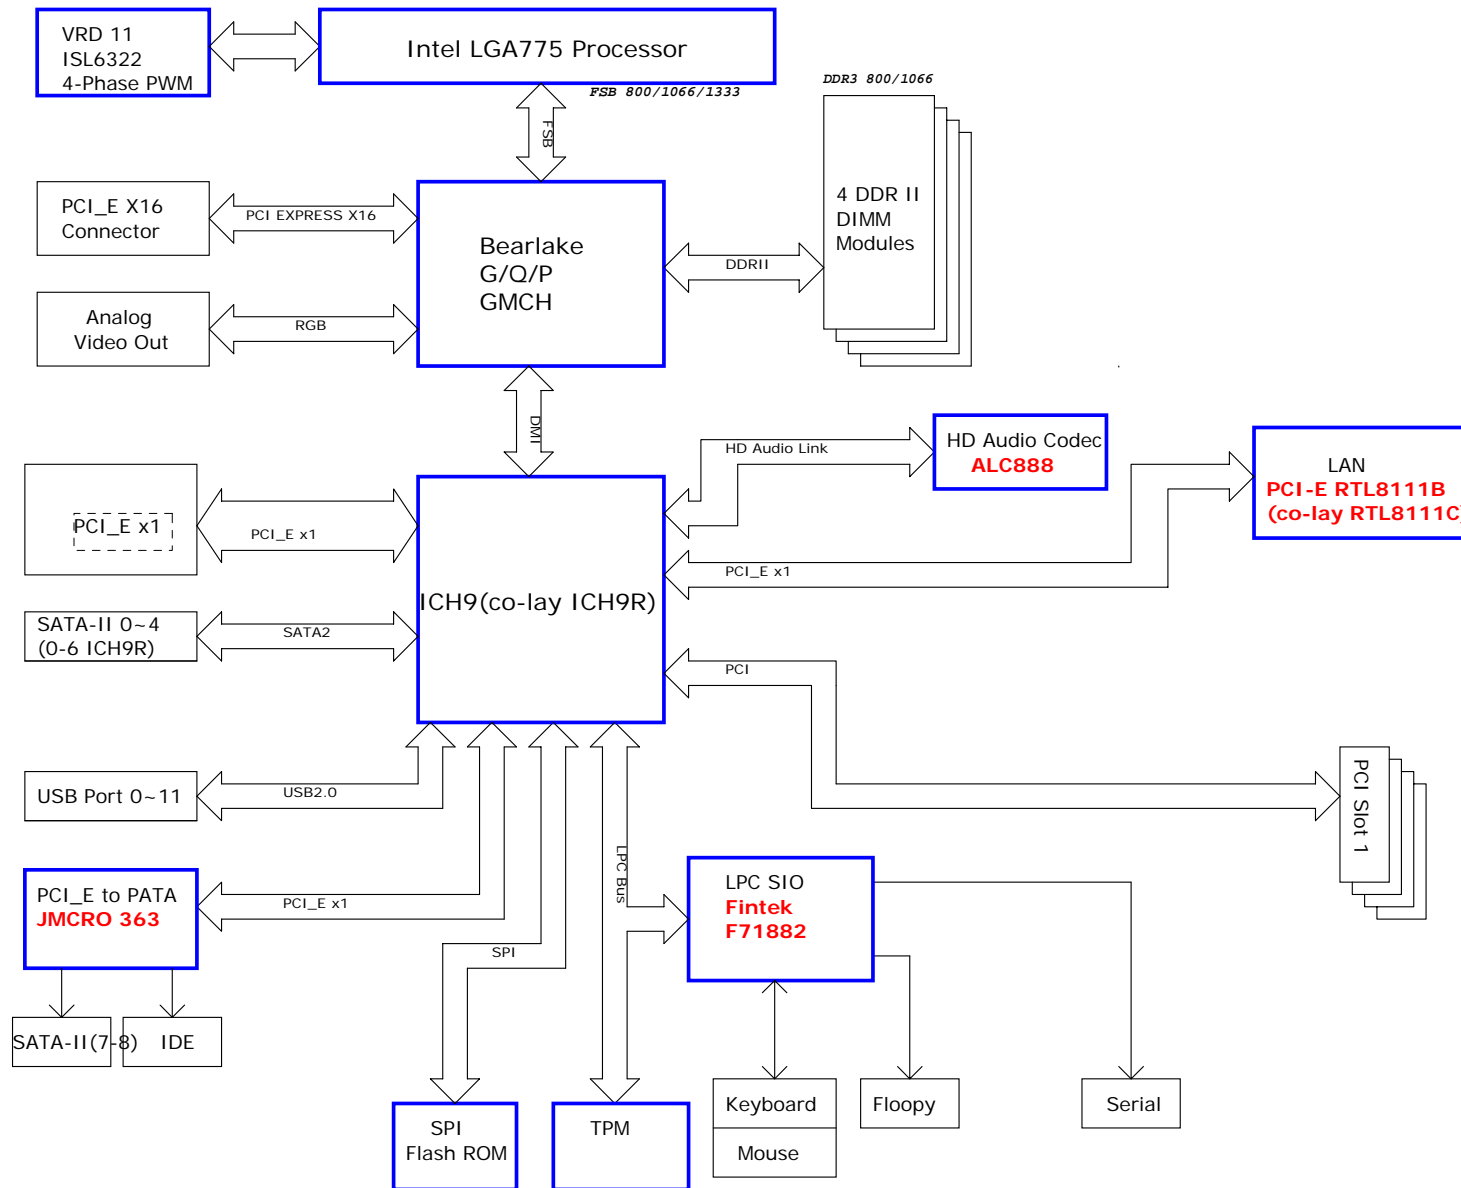 VRD 11
ISL6322
4-Phase PWM
Intel LGA775 Processor
FSB 800/1066/1333
FSB
DDR3 800/1066
4 DDR II
DIMM
Modules
PCI_E X16
Connector
PCI EXPRESS X16
Bearlake
G/Q/P
GMCH
DDRII
Analog
Video Out
RGB
DMI
HD Audio Link
HD Audio Codec
ALC888
LAN
PCI-E RTL8111B
(co-lay RTL8111C)
PCI_E x1
PCI_E x1
PCI_E x1
ICH9(co-lay ICH9R)
SATA-II 0~4
(0-6 ICH9R)
SATA2
PCI
PCI Slot 1
USB Port 0~11
USB2.0
LPC Bus
PCI_E to PATA
JMCRO 363
PCI_E x1
SPI
LPC SIO
Fintek
F71882
SATA-II(7-8)
IDE
SPI
Flash ROM
TPM
Keyboard
Mouse
Floopy
Serial